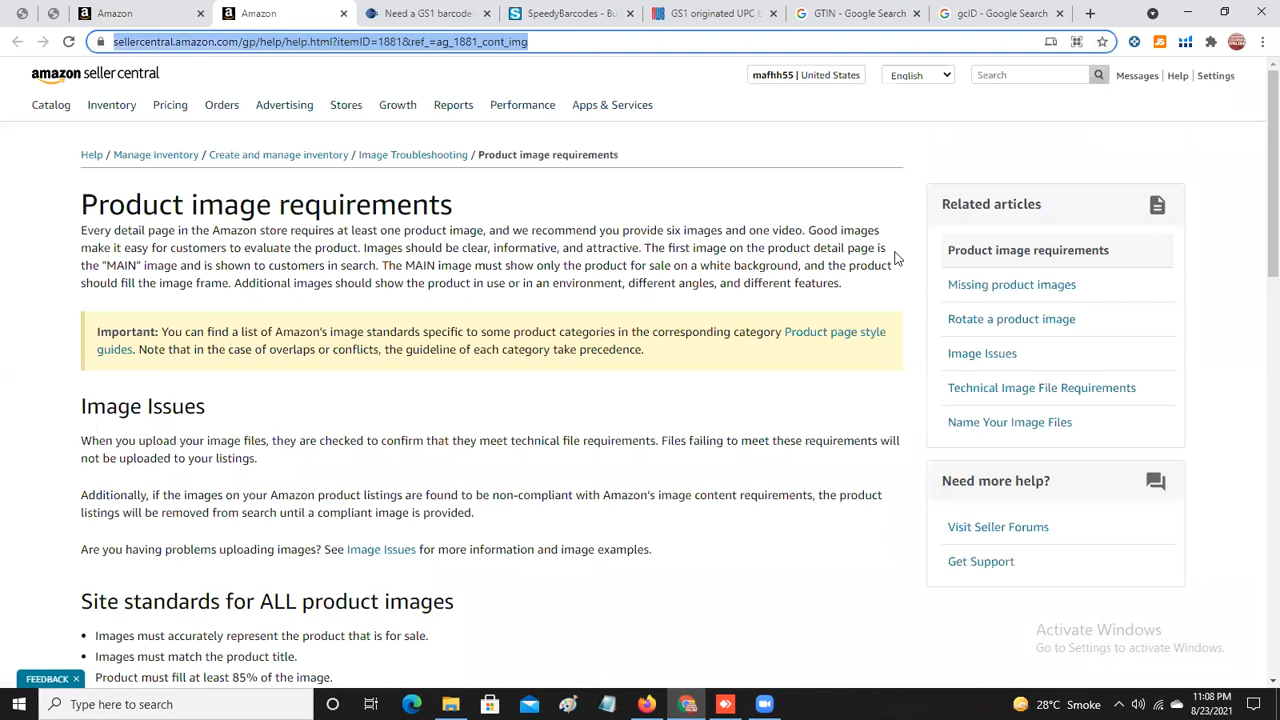 Amazon
Amazon
Need a GS1 barcode
SpeedyBarcodes - Bu
GS1 originated UPC b
GTIN - Google Search
gcID - Google Search
sellercentral.amazon.com/gp/help/help.html?itemID=1881&ref_=ag_1881_cont_img
amazon seller central
mafhh55 | United States
English
Search
Messages | Help | Settings
Catalog Inventory Pricing Orders Advertising Stores Growth Reports Performance Apps & Services
Help / Manage Inventory / Create and manage inventory / Image Troubleshooting / Product image requirements
Product image requirements
Every detail page in the Amazon store requires at least one product image, and we recommend you provide six images and one video. Good images
make it easy for customers to evaluate the product. Images should be clear, informative, and attractive. The first image on the product detail page is
the "MAIN" image and is shown to customers in search. The MAIN image must show only the product for sale on a white background, and the product
should fill the image frame. Additional images should show the product in use or in an environment, different angles, and different features.
Important: You can find a list of Amazon's image standards specific to some product categories in the corresponding category Product page style
guides. Note that in the case of overlaps or conflicts, the guideline of each category take precedence.
Image Issues
When you upload your image files, they are checked to confirm that they meet technical file requirements. Files failing to meet these requirements will
not be uploaded to your listings.
Additionally, if the images on your Amazon product listings are found to be non-compliant with Amazon's image content requirements, the product
listings will be removed from search until a compliant image is provided.
Are you having problems uploading images? See Image Issues for more information and image examples.
Site standards for ALL product images
• Images must accurately represent the product that is for sale.
• Images must match the product title.
Product must fill at least 85% of the image.
Related articles
Product image requirements
Missing product images
Rotate a product image
Image Issues
Technical Image File Requirements
Name Your Image Files
Need more help?
Visit Seller Forums
Get Support
Activate Windows
Go to Settings to activate Windows.
FEEDBACK ×
Type here to search
28°C Smoke
11:08 PM
8/23/2021